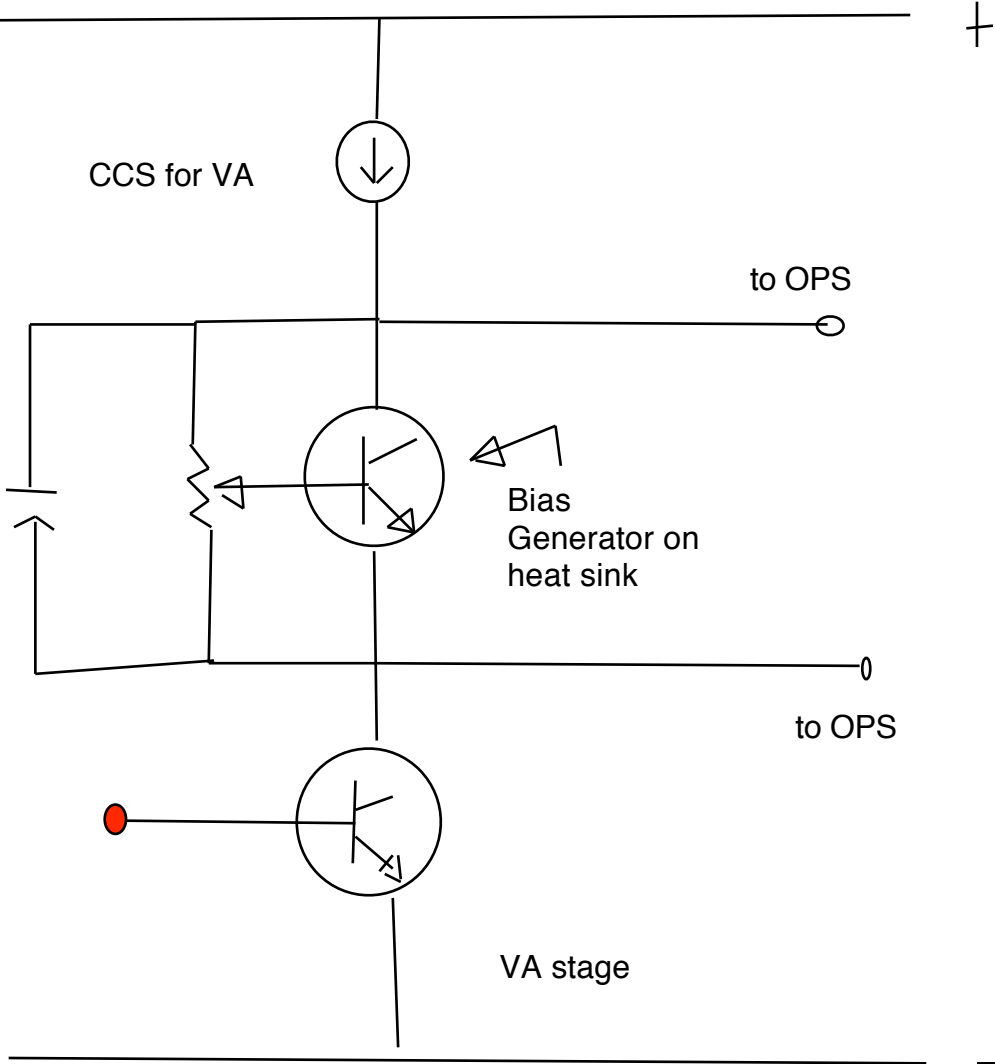 CCS for VA
to OPS
Bias
Generator on
heat sink
to OPS
VA stage